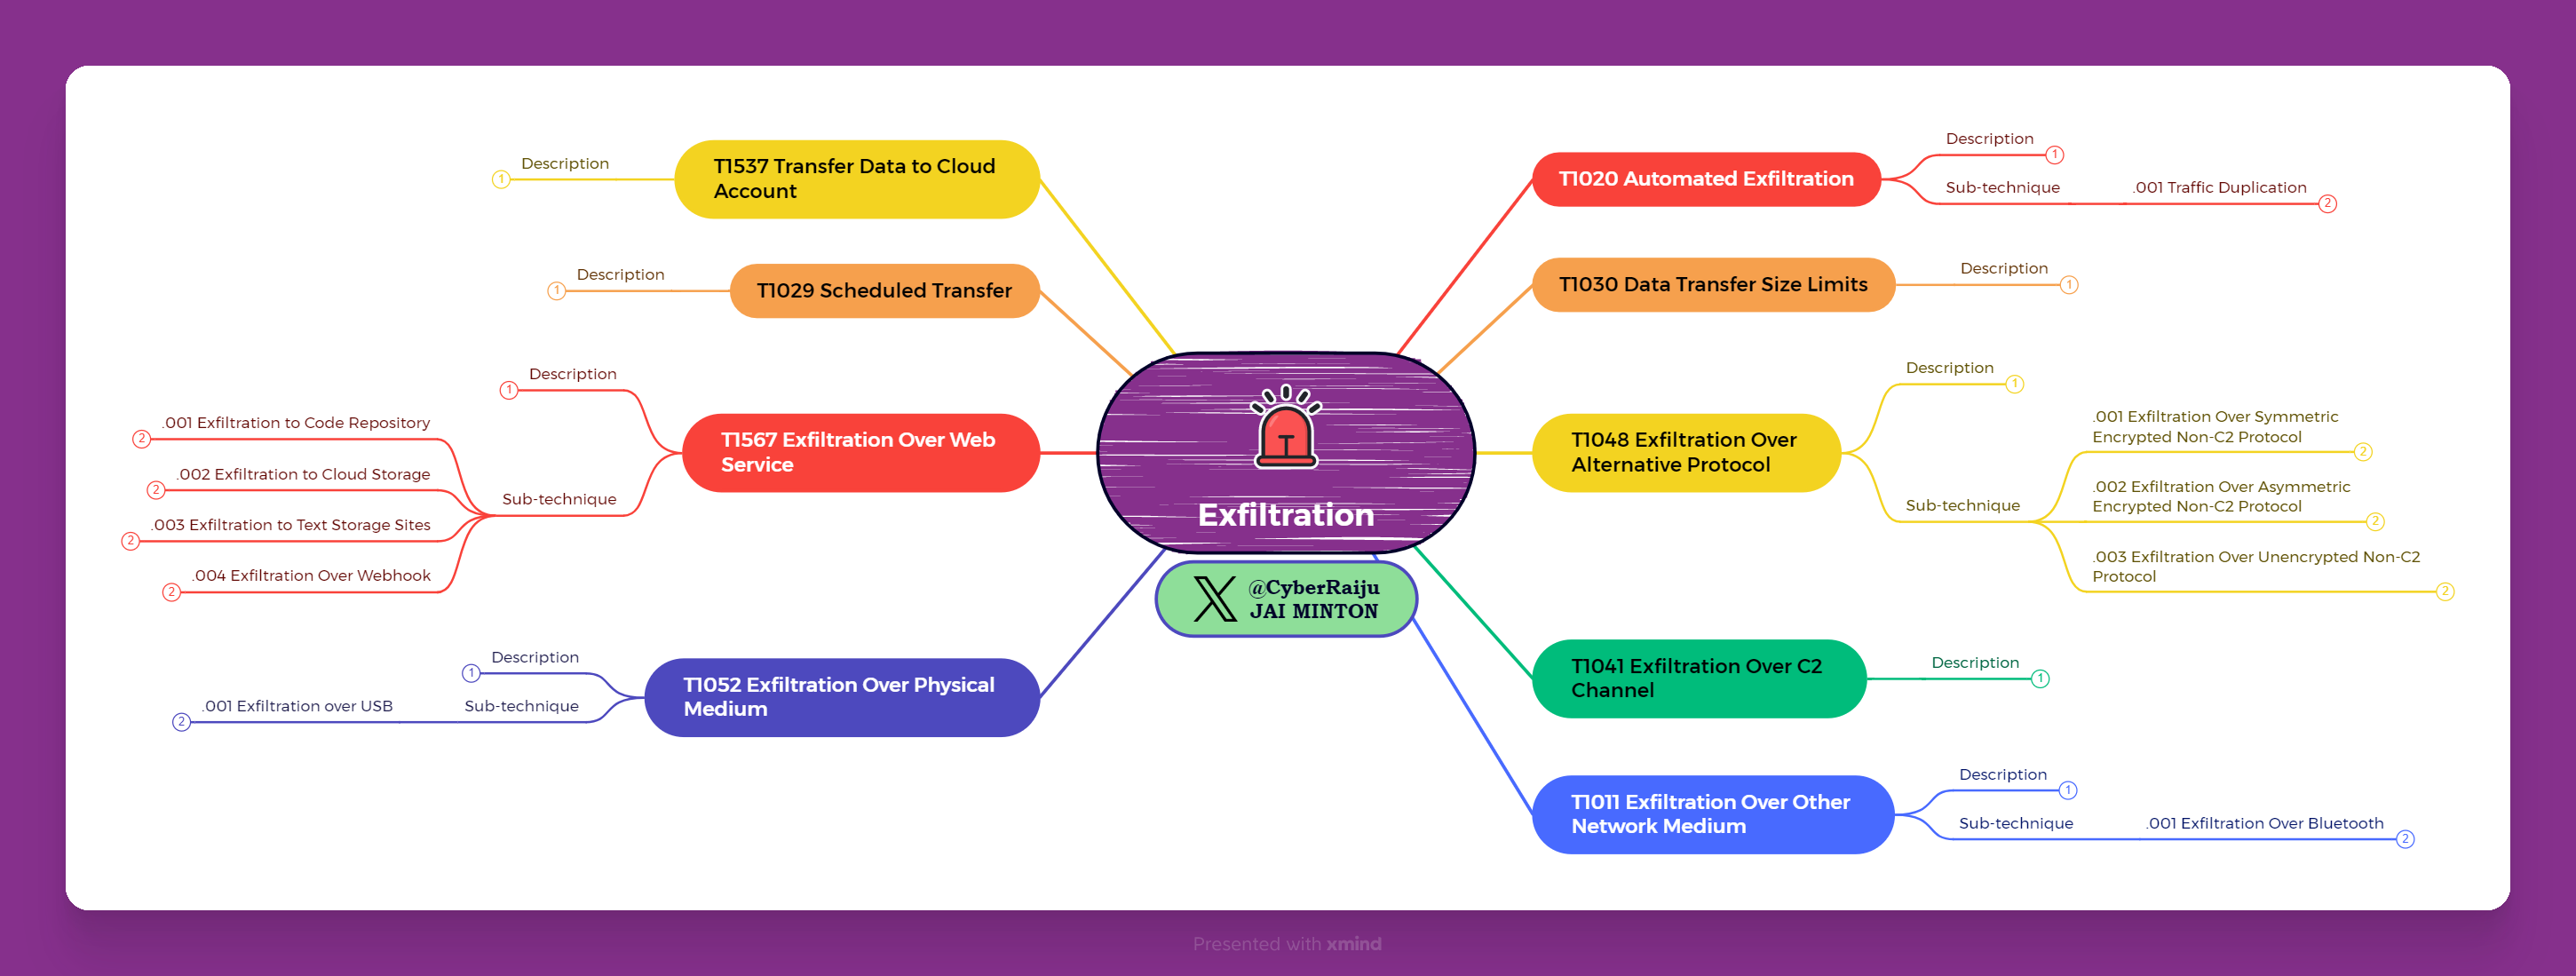 Description
1
T1537 Transfer Data to Cloud
Account
Description
1
T1029 Scheduled Transfer
Description
1
T1567 Exfiltration Over Web
Service
.001 Exfiltration to Code Repository
2
.002 Exfiltration to Cloud Storage
2
.003 Exfiltration to Text Storage Sites
2
.004 Exfiltration Over Webhook
2
Sub-technique
Description
1
T1052 Exfiltration Over Physical
Medium
.001 Exfiltration over USB
2
Sub-technique
Exfiltration
@CyberRaiju
JAI MINTON
T1020 Automated Exfiltration
Description
1
Sub-technique
.001 Traffic Duplication
2
T1030 Data Transfer Size Limits
Description
1
T1048 Exfiltration Over
Alternative Protocol
Description
1
Sub-technique
.001 Exfiltration Over Symmetric
Encrypted Non-C2 Protocol
2
.002 Exfiltration Over Asymmetric
Encrypted Non-C2 Protocol
2
.003 Exfiltration Over Unencrypted Non-C2
Protocol
2
T1041 Exfiltration Over C2
Channel
Description
1
T1011 Exfiltration Over Other
Network Medium
Description
1
Sub-technique
.001 Exfiltration Over Bluetooth
2
Presented with xmind